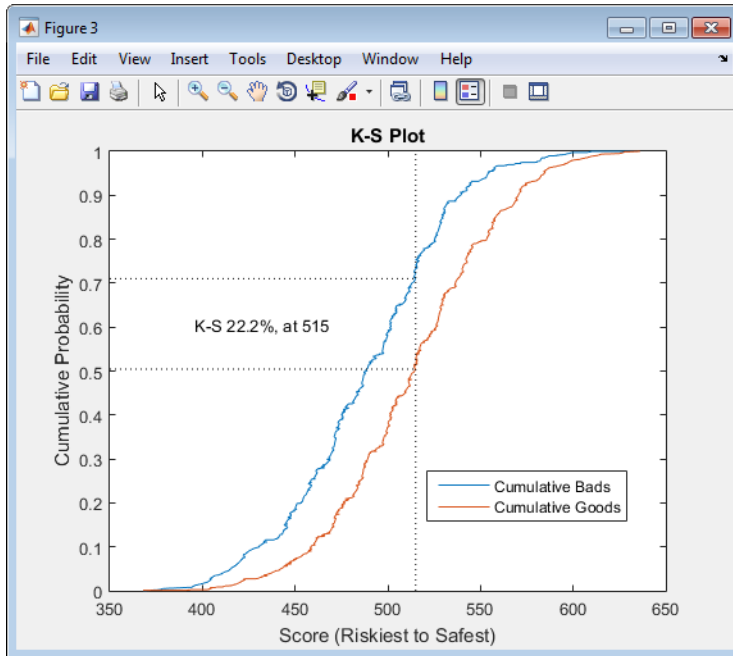 Figure 3
File Edit View Insert Tools Desktop Window Help
K-S Plot
1
0.9
0.8
0.7
0.6
0.5
0.4
0.3
0.2
0.1
0
Cumulative Probability
K-S 22.2%, at 515
Cumulative Bads
Cumulative Goods
350 400 450 500 550 600 650
Score (Riskiest to Safest)